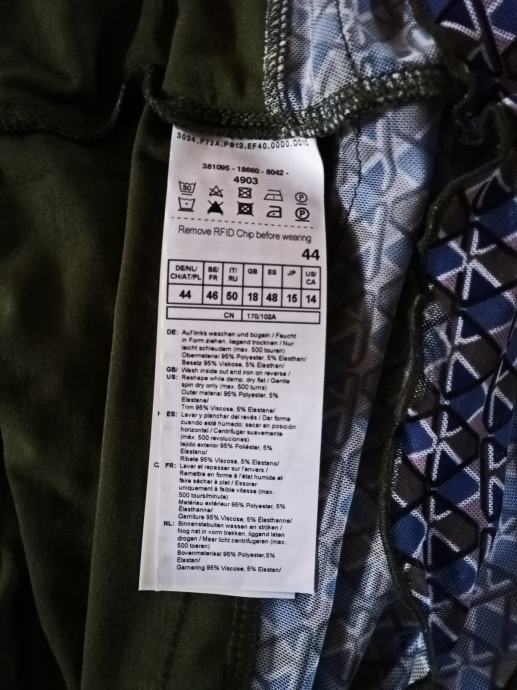 3034.F72A.F912.EF40.0000.001C
381095 - 18660 - 8042 -
4903
30
Remove RFID Chip before wearing
44
DE/NL/ CH/AT/PL BE/ FR IT/ RU GB ES JP US/ CA
44 46 50 18 48 15 14
CN 170/102A
DE: Auf links waschen und bügeln / Feucht
in Form ziehen, liegend trocknen / Nur
leicht schleudern (max. 500 touren)
Obermaterial 95% Polyester, 5% Elasthan/
Besatz 95% Viskose, 5% Elasthan/
GB/ Wash inside out and iron on reverse /
US: Reshape while damp, dry flat / Gentle
spin dry only (max. 500 turns)
Outer material 95% Polyester, 5%
Elastane/
Trim 95% Viscose, 5% Elastane/
ES: Lavar y planchar del revés / Dar forma
cuando esté húmedo, secar en posición
horizontal / Centrifugar suavemente
(máx. 500 revoluciones)
tejido exterior 95% Poliéster, 5%
Elastano/
Ribete 95% Viscosa, 5% Elastano/
FR: Laver et repasser sur l'envers /
Remettre en forme à l'état humide et
faire sécher à plat / Essorer
uniquement à faible vitesse (max.
500 tours/minute)
Matériau extérieur 95% Polyester, 5%
Élasthanne/
Garniture 95% Viscose, 5% Élasthanne/
NL: Binnenstebuiten wassen en strijken /
Nog nat in vorm trekken, liggend laten
drogen / Maar licht centrifugeren (max.
500 toeren)
Bovenmateriaal 95% Polyester, 5%
Elastan/
Garnering 95% Viscose, 5% Elastan/